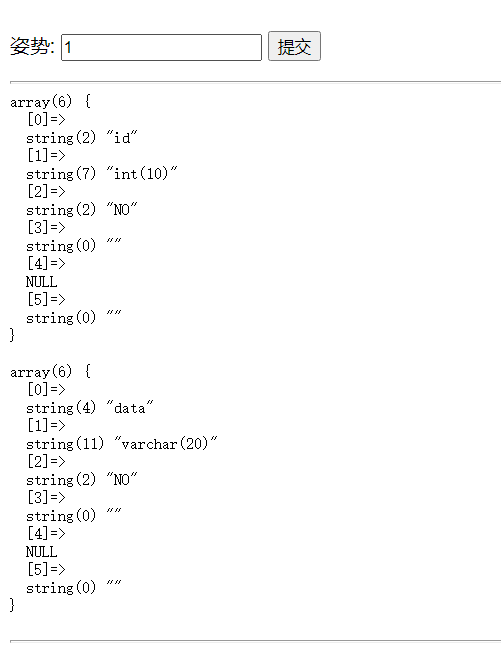 姿势: 1 提交
array(6) {
  [0]=>
  string(2) "id"
  [1]=>
  string(7) "int(10)"
  [2]=>
  string(2) "NO"
  [3]=>
  string(0) ""
  [4]=>
  NULL
  [5]=>
  string(0) ""
}
array(6) {
  [0]=>
  string(4) "data"
  [1]=>
  string(11) "varchar(20)"
  [2]=>
  string(2) "NO"
  [3]=>
  string(0) ""
  [4]=>
  NULL
  [5]=>
  string(0) ""
}